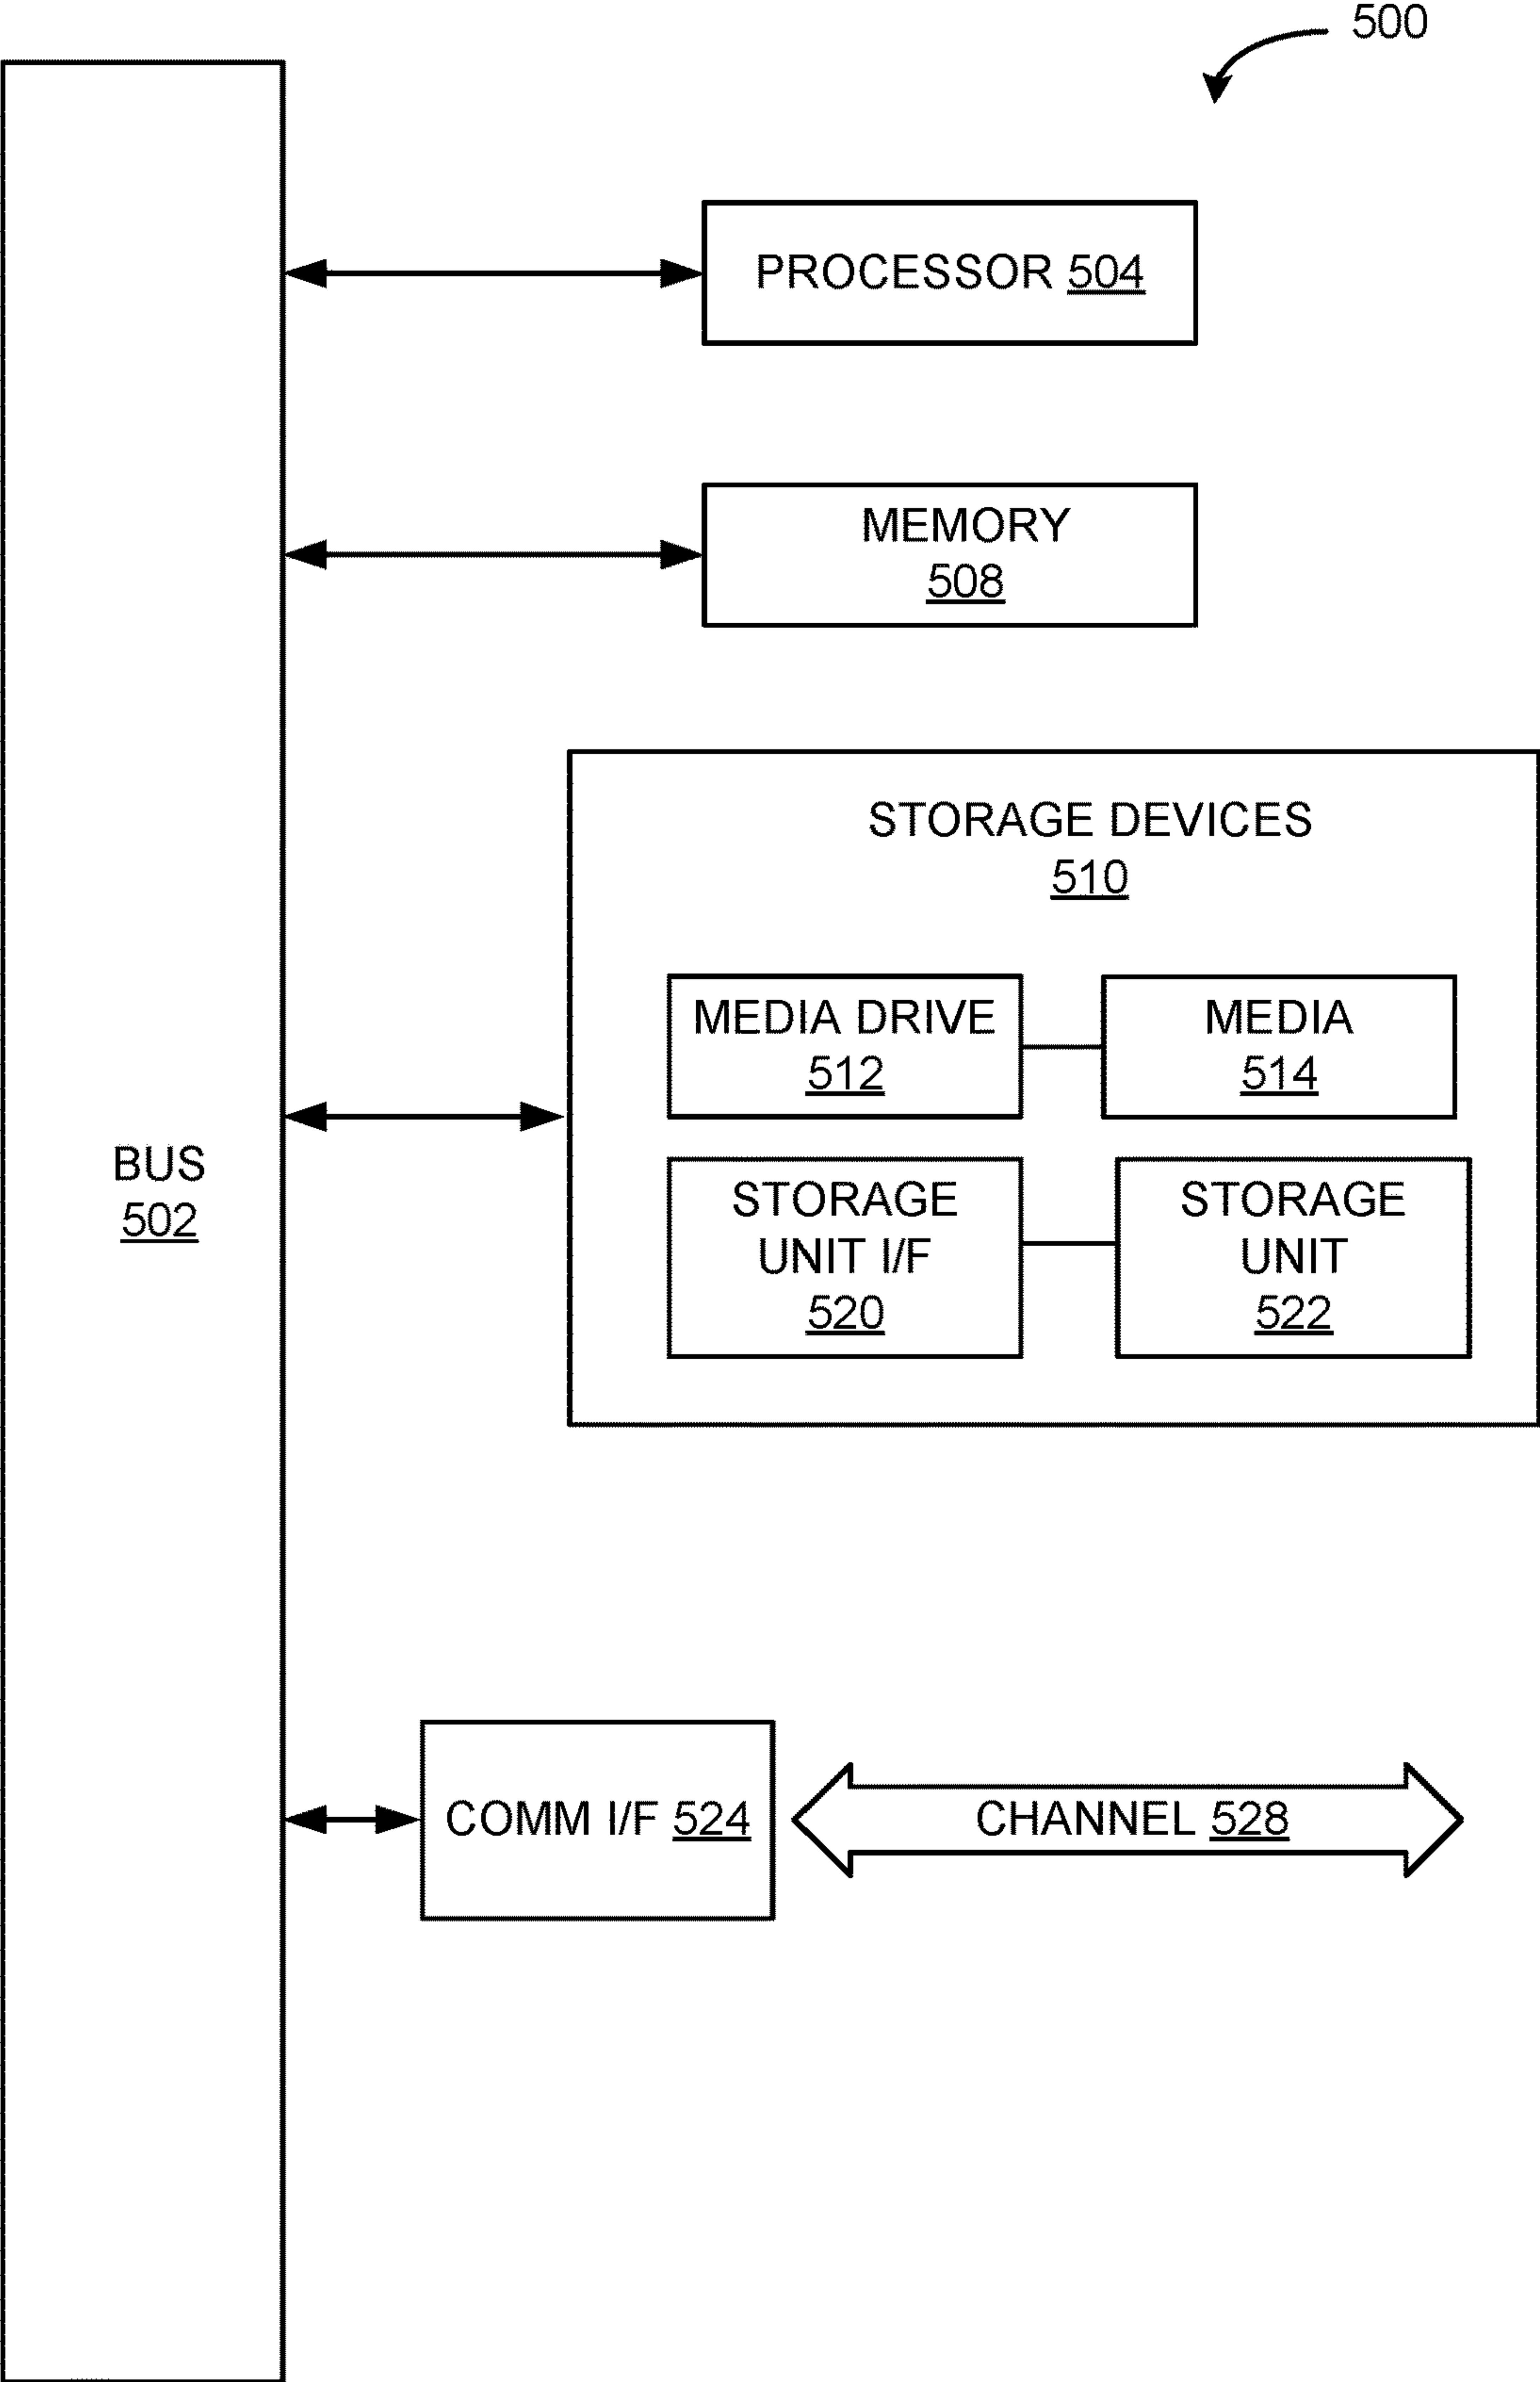 500
PROCESSOR 504
MEMORY
508
STORAGE DEVICES
510
MEDIA DRIVE
512
MEDIA
514
BUS
502
STORAGE
UNIT I/F
520
STORAGE
UNIT
522
COMM I/F 524
CHANNEL 528